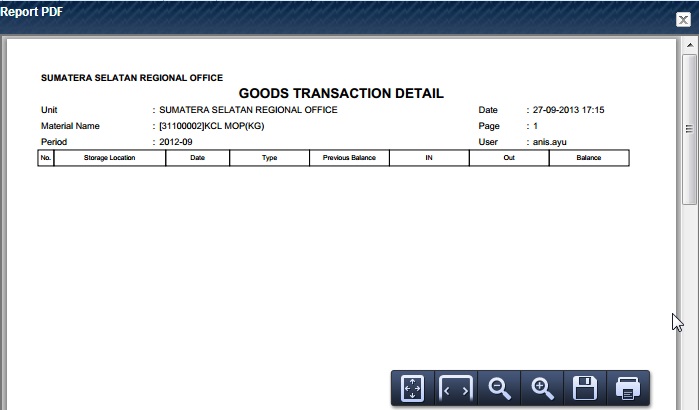 Report PDF
SUMATERA SELATAN REGIONAL OFFICE
GOODS TRANSACTION DETAIL
Unit : SUMATERA SELATAN REGIONAL OFFICE Date : 27-09-2013 17:15
Material Name : [31100002]KCL MOP(KG) Page : 1
Period : 2012-09 User : anis.ayu
No. Storage Location Date Type Previous Balance IN Out Balance